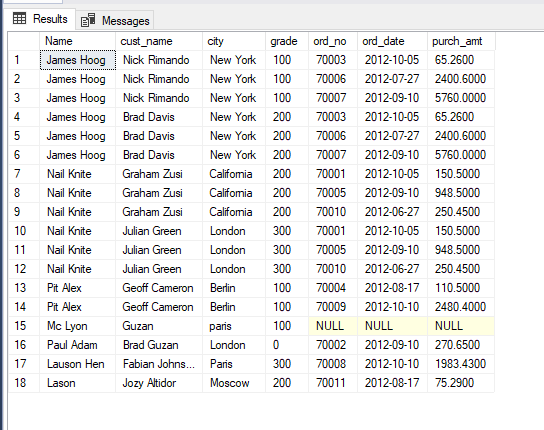 Results Messages
Name cust_name city grade ord_no ord_date purch_amt
1 James Hoog Nick Rimando New York 100 70003 2012-10-05 65.2600
2 James Hoog Nick Rimando New York 100 70006 2012-07-27 2400.6000
3 James Hoog Nick Rimando New York 100 70007 2012-09-10 5760.0000
4 James Hoog Brad Davis New York 200 70003 2012-10-05 65.2600
5 James Hoog Brad Davis New York 200 70006 2012-07-27 2400.6000
6 James Hoog Brad Davis New York 200 70007 2012-09-10 5760.0000
7 Nail Knite Graham Zusi California 200 70001 2012-10-05 150.5000
8 Nail Knite Graham Zusi California 200 70005 2012-09-10 948.5000
9 Nail Knite Graham Zusi California 200 70010 2012-06-27 250.4500
10 Nail Knite Julian Green London 300 70001 2012-10-05 150.5000
11 Nail Knite Julian Green London 300 70005 2012-09-10 948.5000
12 Nail Knite Julian Green London 300 70010 2012-06-27 250.4500
13 Pit Alex Geoff Cameron Berlin 100 70004 2012-08-17 110.5000
14 Pit Alex Geoff Cameron Berlin 100 70009 2012-10-10 2480.4000
15 Mc Lyon Guzan paris 100 NULL NULL NULL
16 Paul Adam Brad Guzan London 0 70002 2012-09-10 270.6500
17 Lauson Hen Fabian Johns... Paris 300 70008 2012-10-10 1983.4300
18 Lason Jozy Altidor Moscow 200 70011 2012-08-17 75.2900